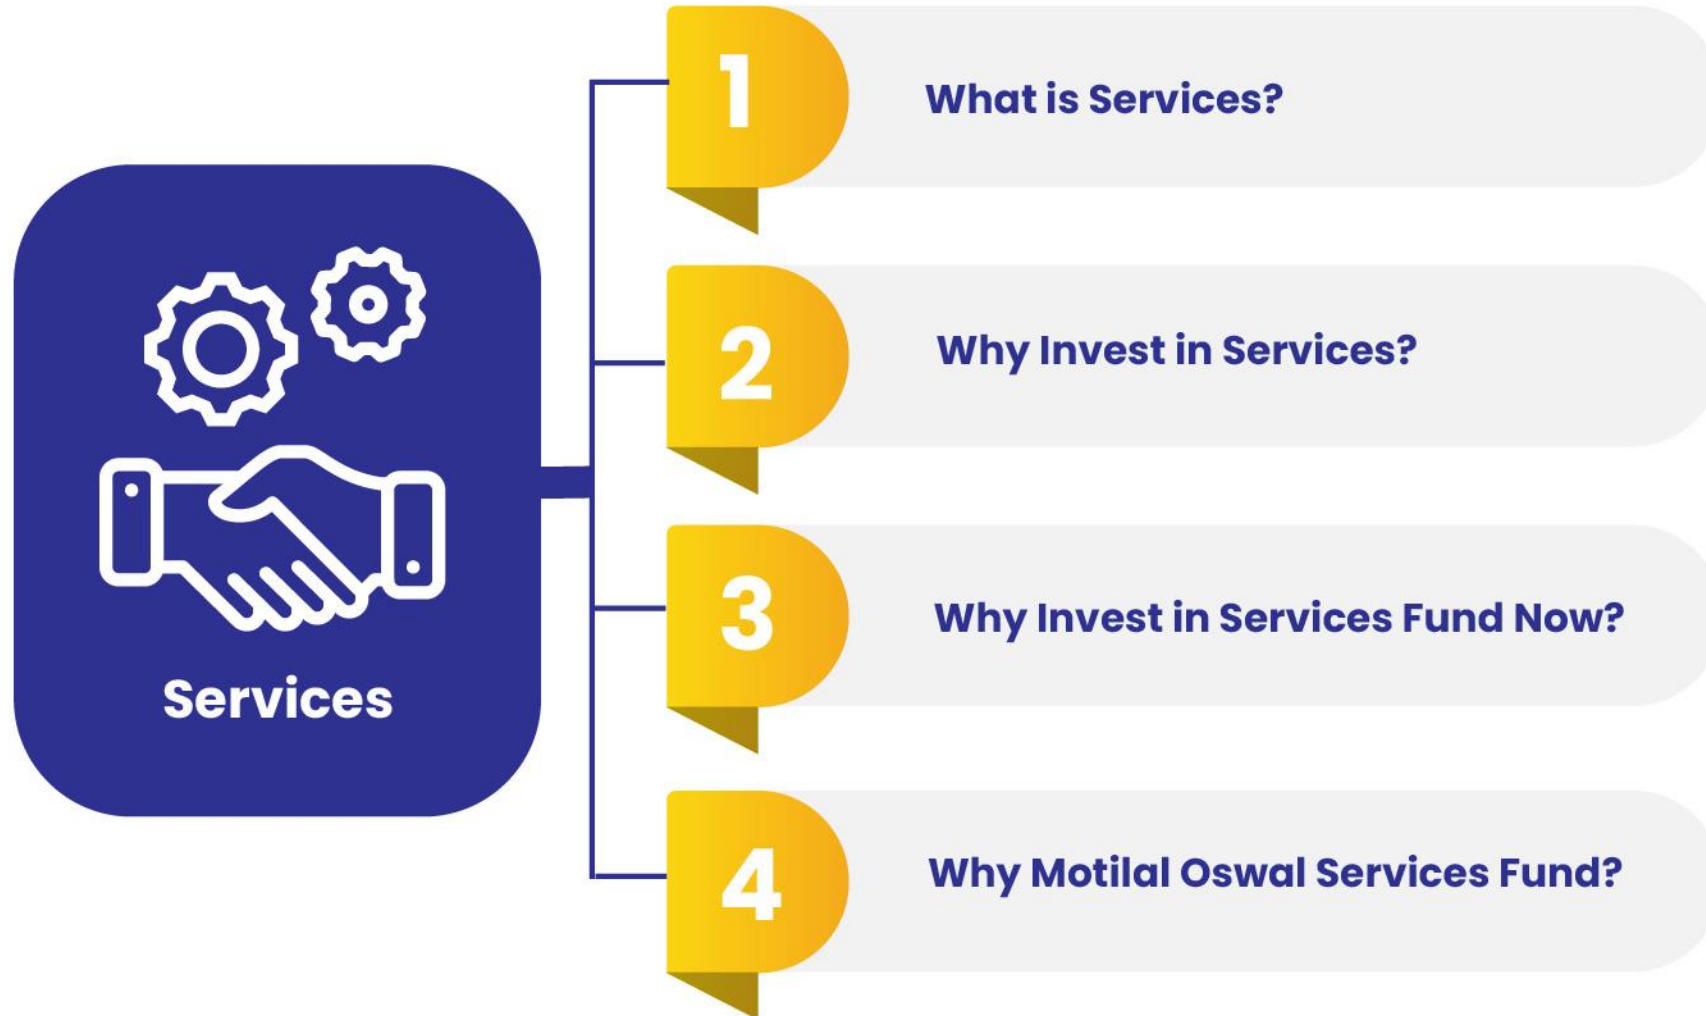 Services
1
What is Services?
2
Why Invest in Services?
3
Why Invest in Services Fund Now?
4
Why Motilal Oswal Services Fund?